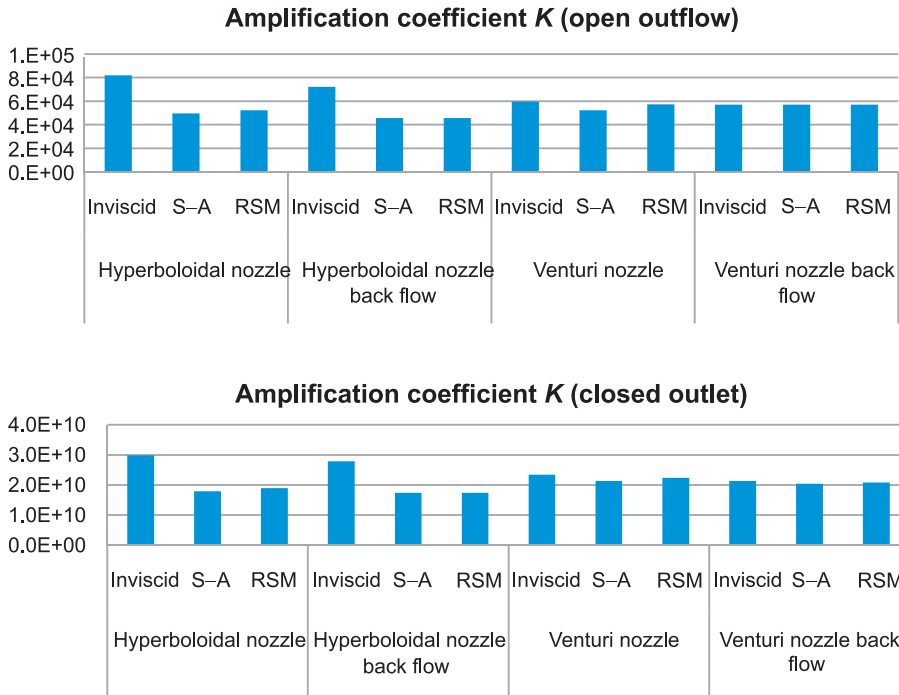 Amplification coefficient K (open outflow)
1.E+05
8.E+04
6.E+04
4.E+04
2.E+04
0.E+00
Inviscid S–A RSM Inviscid S–A RSM Inviscid S–A RSM Inviscid S–A RSM
Hyperboloidal nozzle Hyperboloidal nozzle Venturi nozzle Venturi nozzle back
back flow flow
Amplification coefficient K (closed outlet)
4.0E+10
3.0E+10
2.0E+10
1.0E+10
0.0E+00
Inviscid S–A RSM Inviscid S–A RSM Inviscid S–A RSM Inviscid S–A RSM
Hyperboloidal nozzle Hyperboloidal nozzle Venturi nozzle Venturi nozzle back
back flow flow